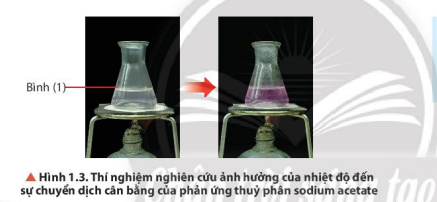 Bình (1)
▲ Hình 1.3. Thí nghiệm nghiên cứu ảnh hưởng của nhiệt độ đến
sự chuyển dịch cân bằng của phản ứng thuỷ phân sodium acetate